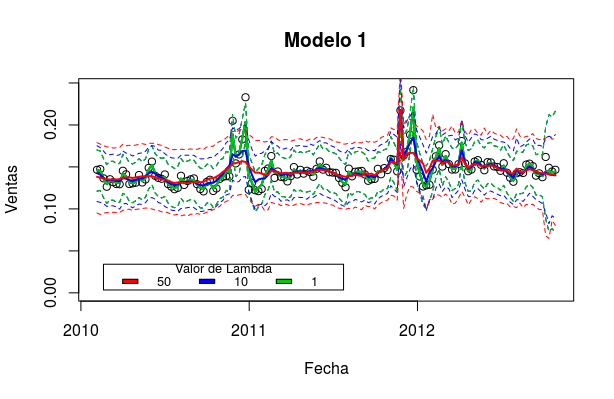 Modelo 1
Ventas
0.20
0.10
0.00
Valor de Lambda
50 10 1
2010 2011 2012
Fecha